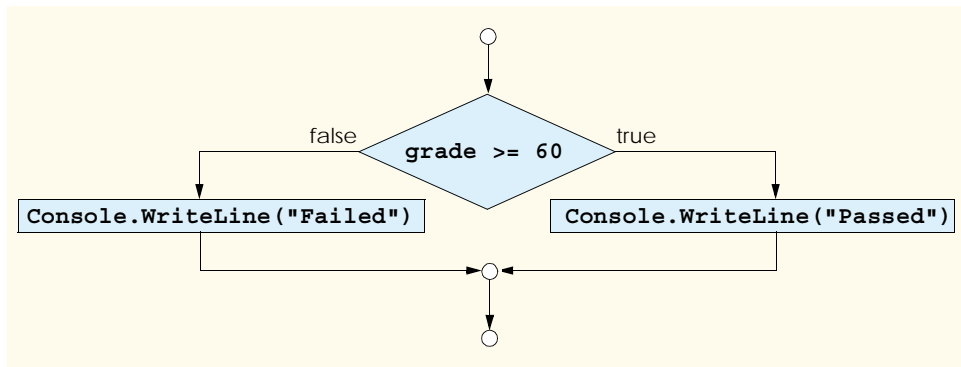 false
true
grade >= 60
Console.WriteLine("Failed")
Console.WriteLine("Passed")